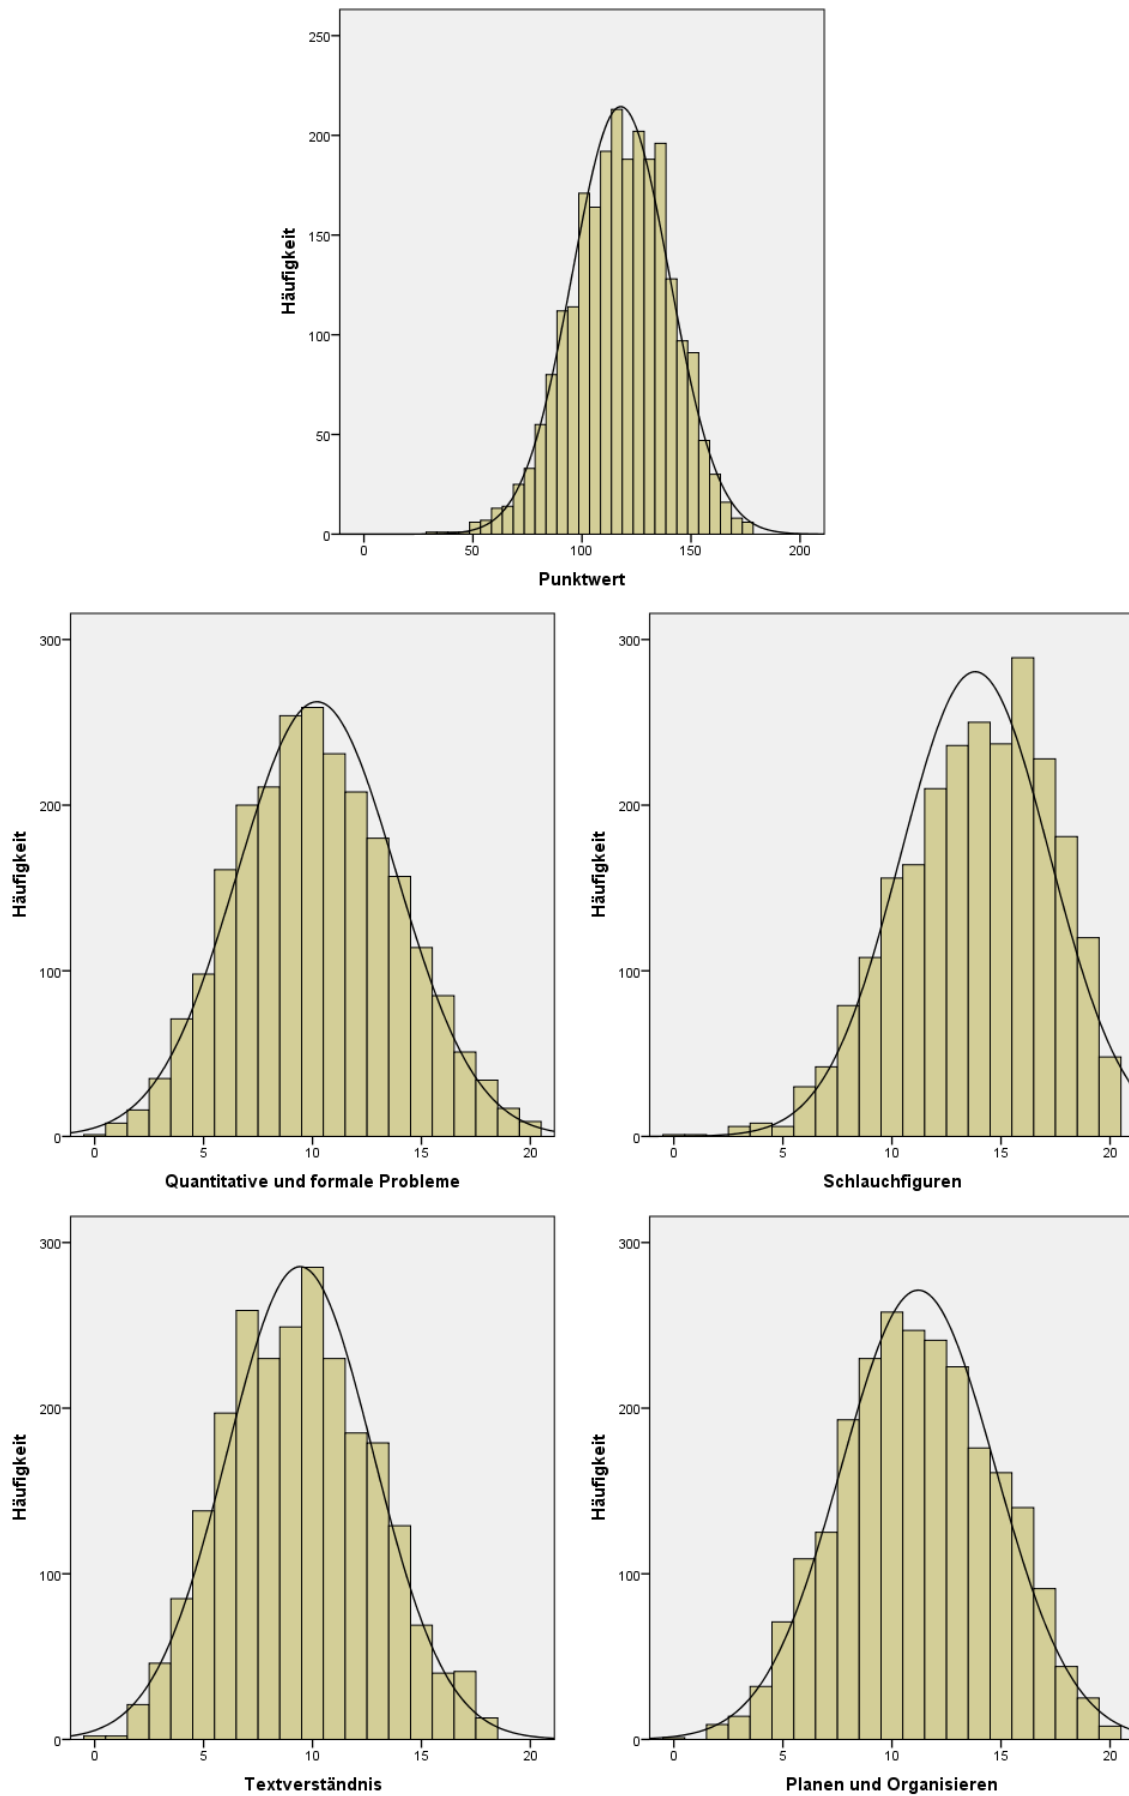 250
200
150
100
50
0
Häufigkeit
0 50 100 150 200
Punktwert
300
200
100
0
Häufigkeit
0 5 10 15 20
Quantitative und formale Probleme
300
200
100
0
Häufigkeit
0 5 10 15 20
Schlauchfiguren
300
200
100
0
Häufigkeit
0 5 10 15 20
Textverständnis
300
200
100
0
Häufigkeit
0 5 10 15 20
Planen und Organisieren